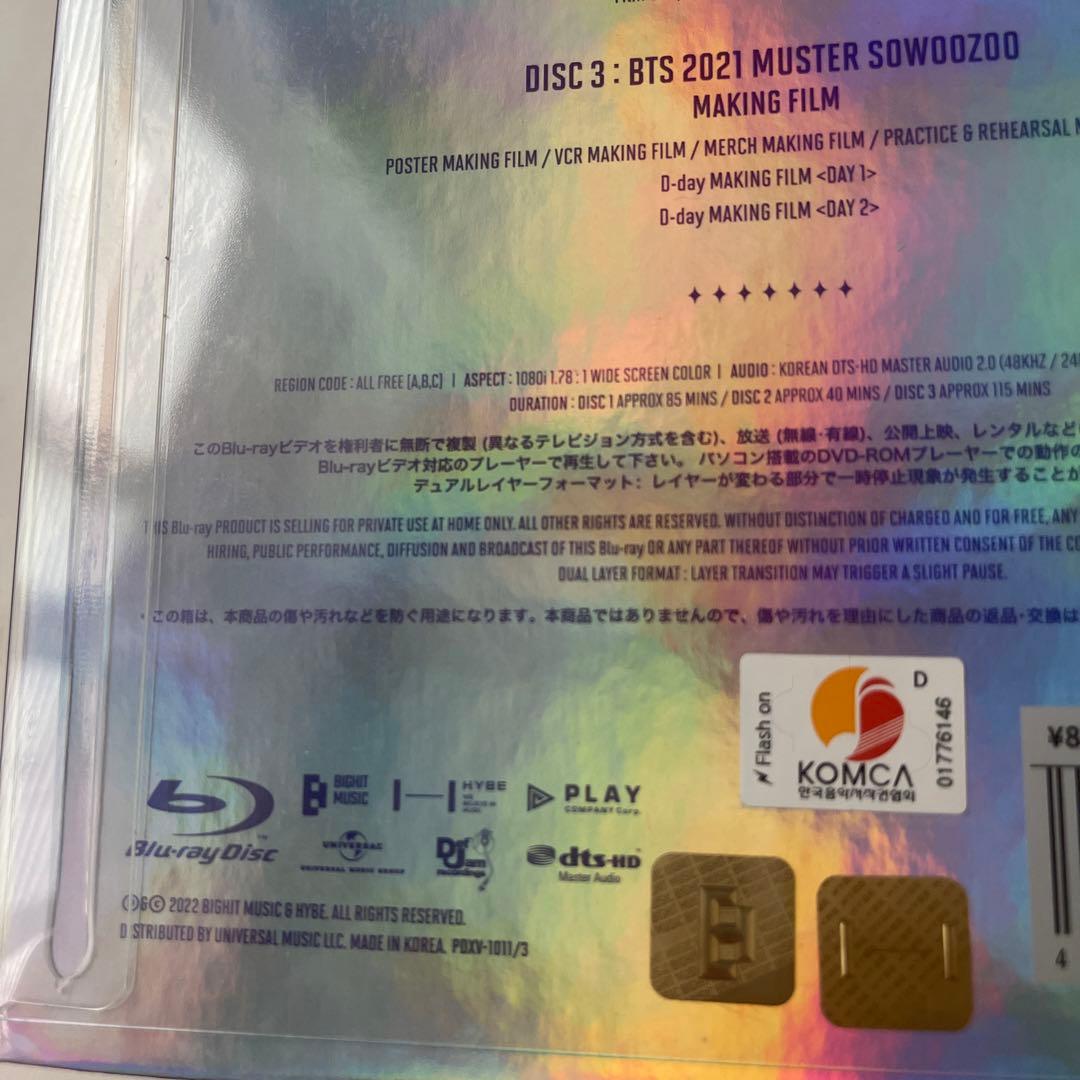 DISC 3 : BTS 2021 MUSTER SOWOOZOO
MAKING FILM
POSTER MAKING FILM / VCR MAKING FILM / MERCH MAKING FILM / PRACTICE & REHEARSAL
D-day MAKING FILM <DAY 1>
D-day MAKING FILM <DAY 2>
REGION CODE : ALL FREE [A,B,C] | ASPECT : 1080i 1.78 : 1 WIDE SCREEN COLOR | AUDIO : KOREAN DTS-HD MASTER AUDIO 2.0 (48KHZ /
DURATION : DISC 1 APPROX 85 MINS / DISC 2 APPROX 40 MINS / DISC 3 APPROX 115 MINS
このBlu-rayビデオを権利者に無断で複製 (異なるテレビジョン方式を含む)、放送 (無線·有線)、公開上映、レンタルなど
Blu-rayビデオ対応のプレーヤーで再生して下さい。 パソコン搭載のDVD-ROMプレーヤーでの動作の
デュアルレイヤーフォーマット: レイヤーが変わる部分で一時停止現象が発生することが
THIS Blu-ray PRODUCT IS SELLING FOR PRIVATE USE AT HOME ONLY. ALL OTHER RIGHTS ARE RESERVED. WITHOUT DISTINCTION OF CHARGED AND FOR FREE, ANY
HIRING, PUBLIC PERFORMANCE, DIFFUSION AND BROADCAST OF THIS Blu-ray OR ANY PART THEREOF WITHOUT PRIOR WRITTEN CONSENT OF THE
DUAL LAYER FORMAT : LAYER TRANSITION MAY TRIGGER A SLIGHT PAUSE.
・この箱は、本商品の傷や汚れなどを防ぐ用途になります。本商品ではありませんので、傷や汚れを理由にした商品の返品·交換は
Flash on
D
01776146
KOMCA
한국음악저작권협회
¥8
Blu-ray Disc
BIGHIT
MUSIC
HYBE
PLAY
COMPANY Corp.
UNIVERSAL
UNIVERSAL MUSIC GROUP
Def Jam
Recordings
dts-HD
Master Audio
4
Ⓟ&© 2022 BIGHIT MUSIC & HYBE. ALL RIGHTS RESERVED.
DISTRIBUTED BY UNIVERSAL MUSIC LLC. MADE IN KOREA. PDXV-1011/3